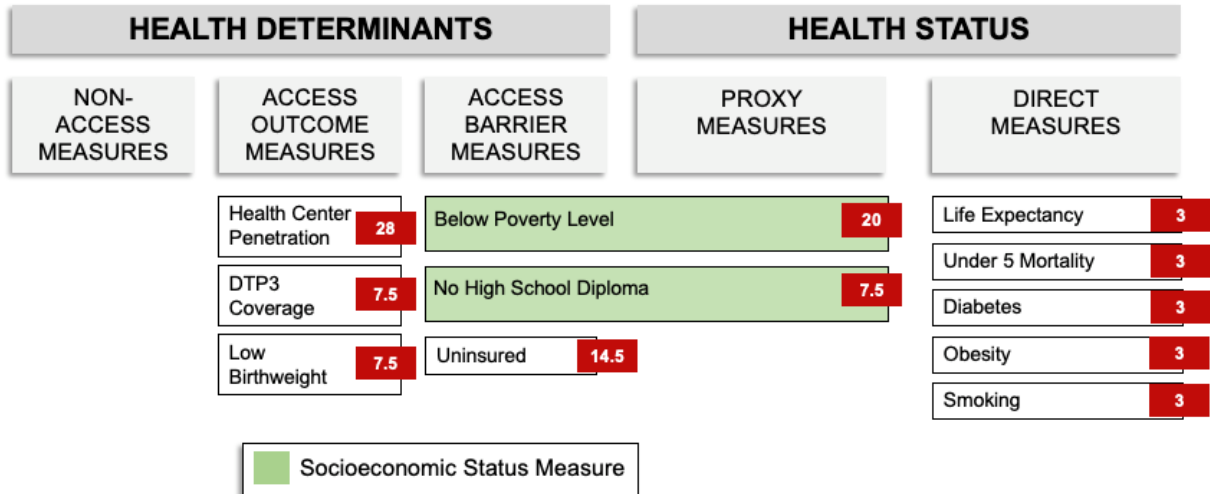 HEALTH DETERMINANTS
HEALTH STATUS
NON-
ACCESS
MEASURES
ACCESS
OUTCOME
MEASURES
ACCESS
BARRIER
MEASURES
PROXY
MEASURES
DIRECT
MEASURES
Health Center
Penetration
28
DTP3
Coverage
7.5
Low
Birthweight
7.5
Below Poverty Level
20
No High School Diploma
7.5
Uninsured
14.5
Life Expectancy
3
Under 5 Mortality
3
Diabetes
3
Obesity
3
Smoking
3
Socioeconomic Status Measure